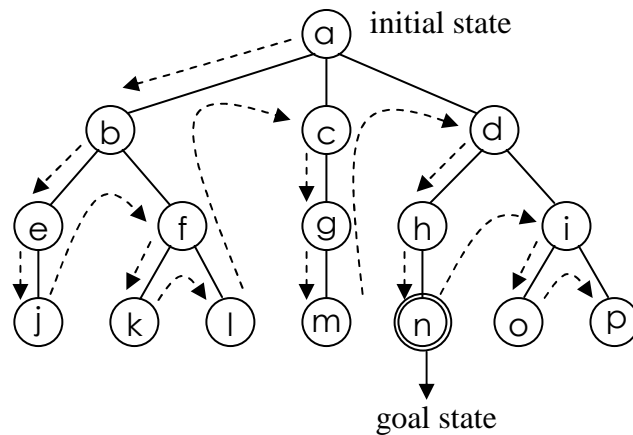 a initial state
b c d
e f g h i
j k l m n o p
goal state